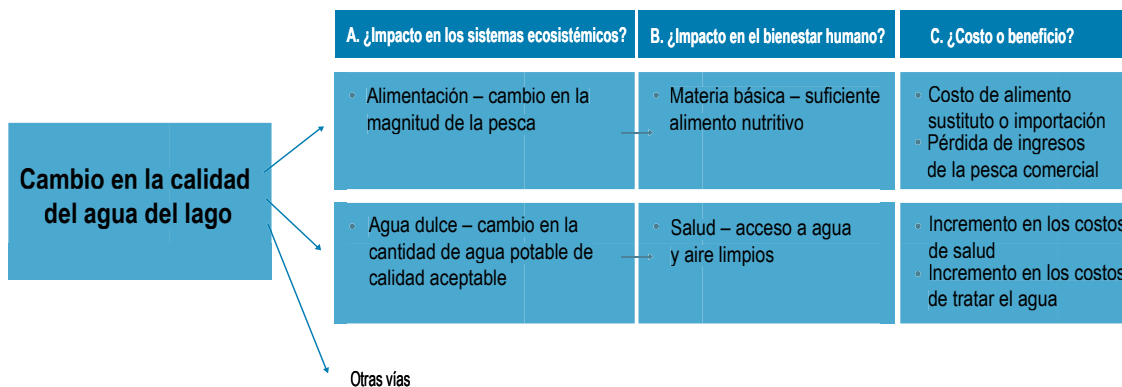 A. ¿Impacto en los sistemas ecosistémicos?
B. ¿Impacto en el bienestar humano?
C. ¿Costo o beneficio?
Cambio en la calidad
del agua del lago
• Alimentación – cambio en la
magnitud de la pesca
• Materia básica – suficiente
alimento nutritivo
• Costo de alimento
sustituto o importación
• Pérdida de ingresos
de la pesca comercial
• Agua dulce – cambio en la
cantidad de agua potable de
calidad aceptable
• Salud – acceso a agua
y aire limpios
• Incremento en los costos
de salud
• Incremento en los costos
de tratar el agua
Otras vías